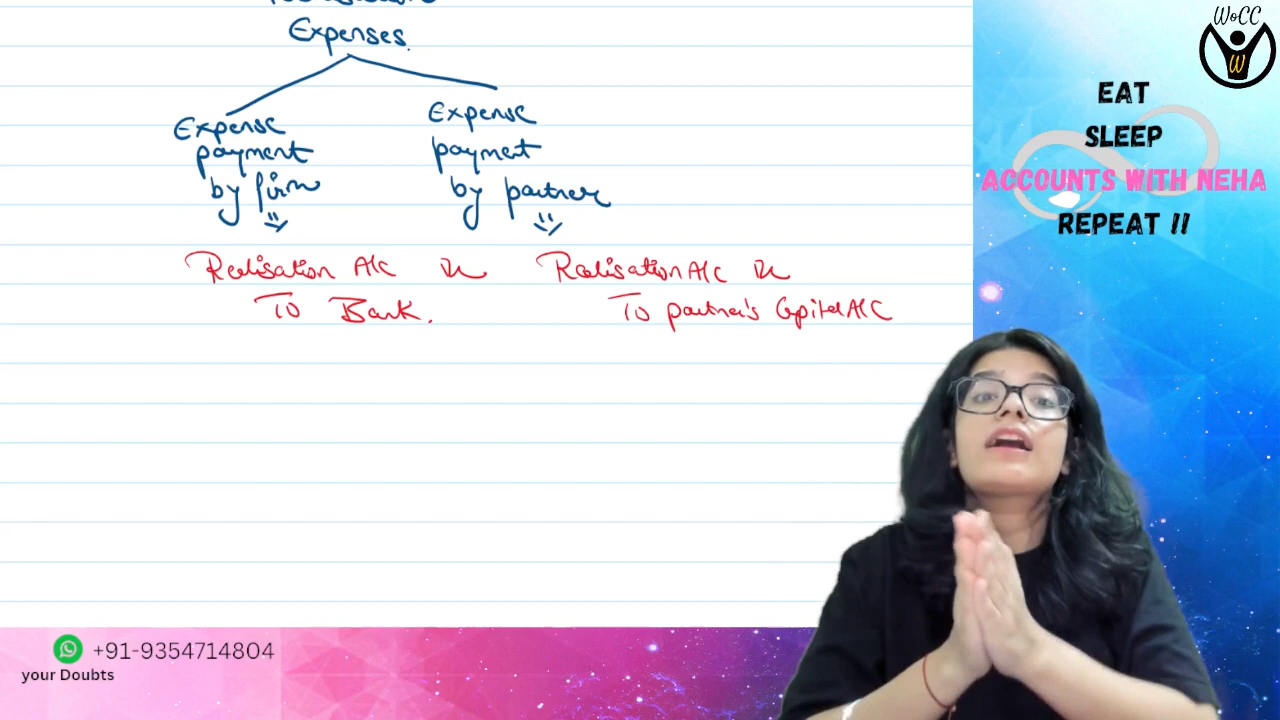 Expenses.
Expense
payment
by firm
Expense
payment
by partner
Realisation A/c Dr
To Bank.
Realisation A/c Dr
To partner's Capital A/C
WoCC
W
EAT
SLEEP
ACCOUNTS WITH NEHA
REPEAT !!
+91-9354714804
your Doubts